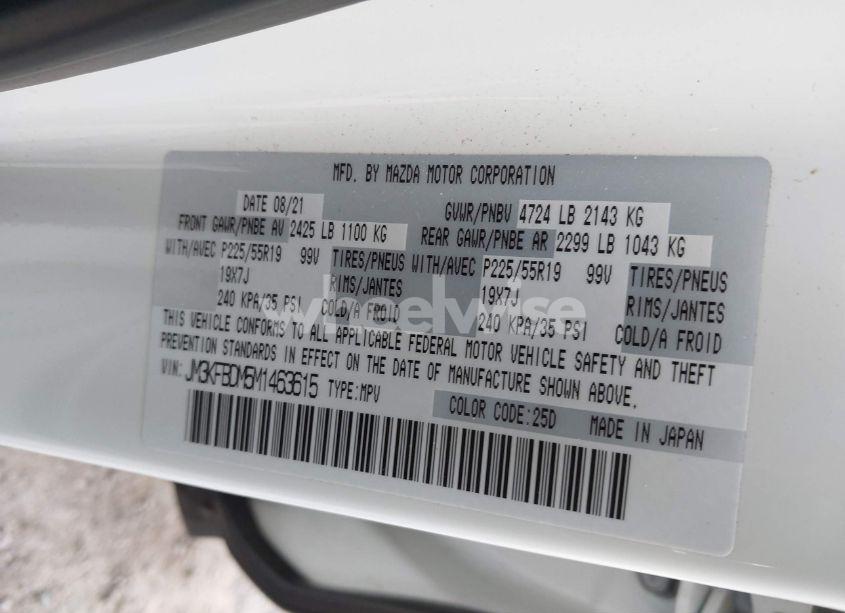 MFD. BY MAZDA MOTOR CORPORATION
DATE 08/21 GVWR/PNBV 4724 LB 2143 KG
FRONT GAWR/PNBE AV 2425 LB 1100 KG REAR GAWR/PNBE AR 2299 LB 1043 KG
WITH/AVEC P225/55R19 99V TIRES/PNEUS WITH/AVEC P225/55R19 99V TIRES/PNEUS
19X7J RIMS/JANTES 19X7J RIMS/JANTES
240 KPA/35 PSI COLD/A FROID 240 KPA/35 PSI COLD/A FROID
wheelwise
THIS VEHICLE CONFORMS TO ALL APPLICABLE FEDERAL MOTOR VEHICLE SAFETY AND THEFT
PREVENTION STANDARDS IN EFFECT ON THE DATE OF MANUFACTURE SHOWN ABOVE.
VIN: JM3KFBDM5M1463615 TYPE:MPV
COLOR CODE:25D MADE IN JAPAN